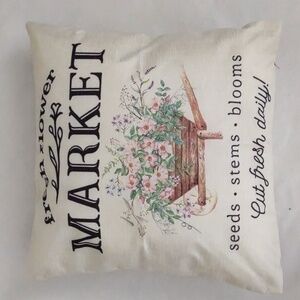 fresh flower
MARKET
seeds · stems · blooms
Cut fresh daily!